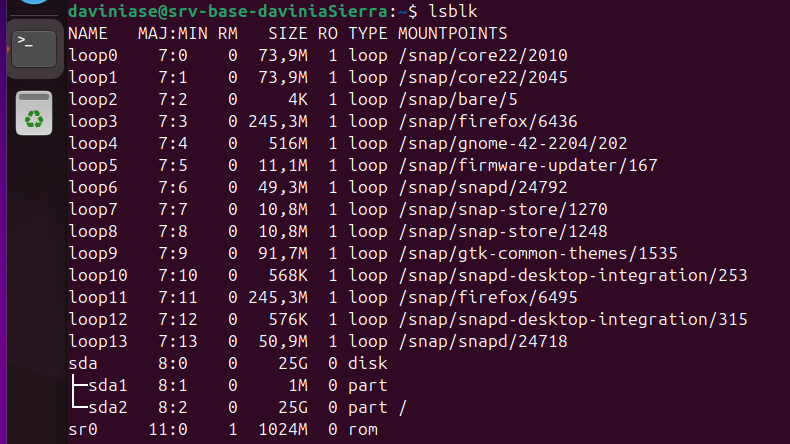 daviniase@srv-base-daviniaSierra:~$ lsblk
NAME   MAJ:MIN RM   SIZE RO TYPE MOUNTPOINTS
loop0    7:0    0  73,9M  1 loop /snap/core22/2010
loop1    7:1    0  73,9M  1 loop /snap/core22/2045
loop2    7:2    0     4K  1 loop /snap/bare/5
loop3    7:3    0 245,3M  1 loop /snap/firefox/6436
loop4    7:4    0   516M  1 loop /snap/gnome-42-2204/202
loop5    7:5    0  11,1M  1 loop /snap/firmware-updater/167
loop6    7:6    0  49,3M  1 loop /snap/snapd/24792
loop7    7:7    0  10,8M  1 loop /snap/snap-store/1270
loop8    7:8    0  10,8M  1 loop /snap/snap-store/1248
loop9    7:9    0  91,7M  1 loop /snap/gtk-common-themes/1535
loop10   7:10   0   568K  1 loop /snap/snapd-desktop-integration/253
loop11   7:11   0 245,3M  1 loop /snap/firefox/6495
loop12   7:12   0   576K  1 loop /snap/snapd-desktop-integration/315
loop13   7:13   0  50,9M  1 loop /snap/snapd/24718
sda      8:0    0    25G  0 disk
├─sda1   8:1    0     1M  0 part
└─sda2   8:2    0    25G  0 part /
sr0     11:0    1  1024M  0 rom